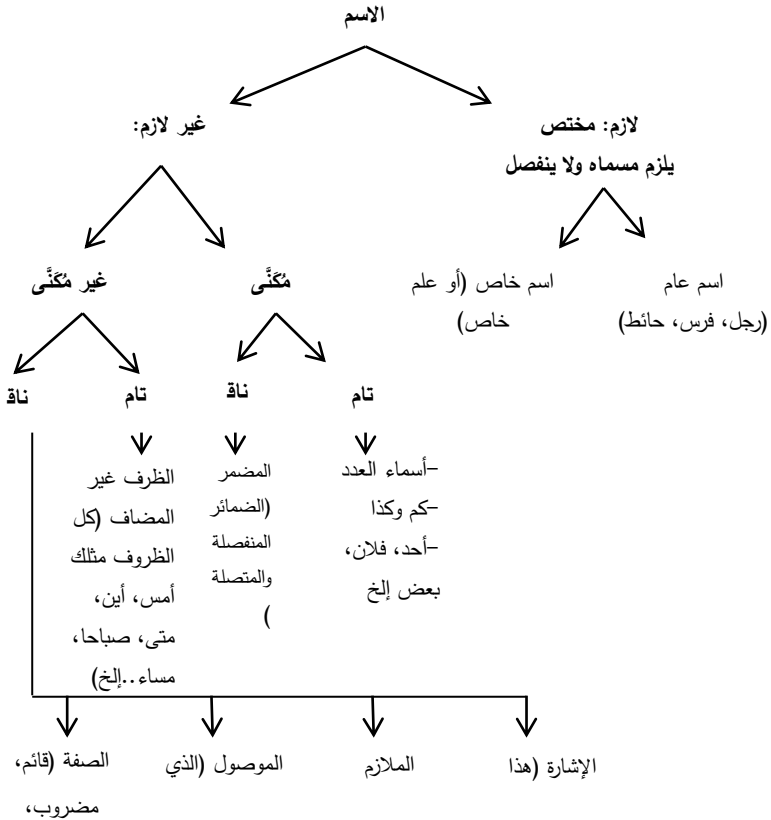 الاسم
لازم: مختص
يلزم مسماه ولا ينفصل
غير لازم:
اسم عام
(رجل، فرس، حائط)
اسم خاص (أو علم
خاص)
مُكَنَّى
غير مُكَنَّى
تام
ناق
تام
ناق
-أسماء العدد
-كم وكذا
-أحد، فلان،
بعض إلخ
المضمر
(الضمائر
المنفصلة
والمتصلة
)
الظرف غير
المضاف (كل
الظروف مثلك
أمس، أين،
متى، صباحا،
مساء..إلخ)
الإشارة (هذا
الملازم
الموصول (الذي
الصفة (قائم،
مضروب،